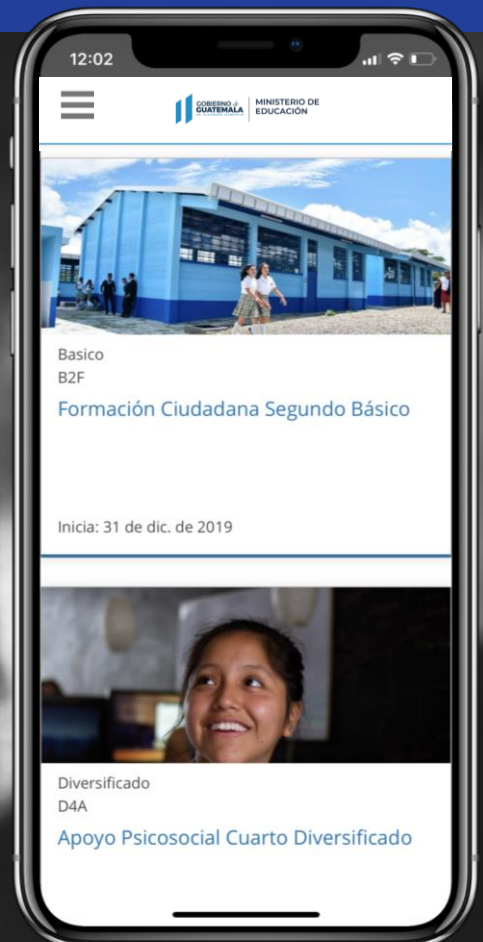 12:02
GOBIERNO de
GUATEMALA
MINISTERIO DE
EDUCACIÓN
Basico
B2F
Formación Ciudadana Segundo Básico
Inicia: 31 de dic. de 2019
Diversificado
D4A
Apoyo Psicosocial Cuarto Diversificado